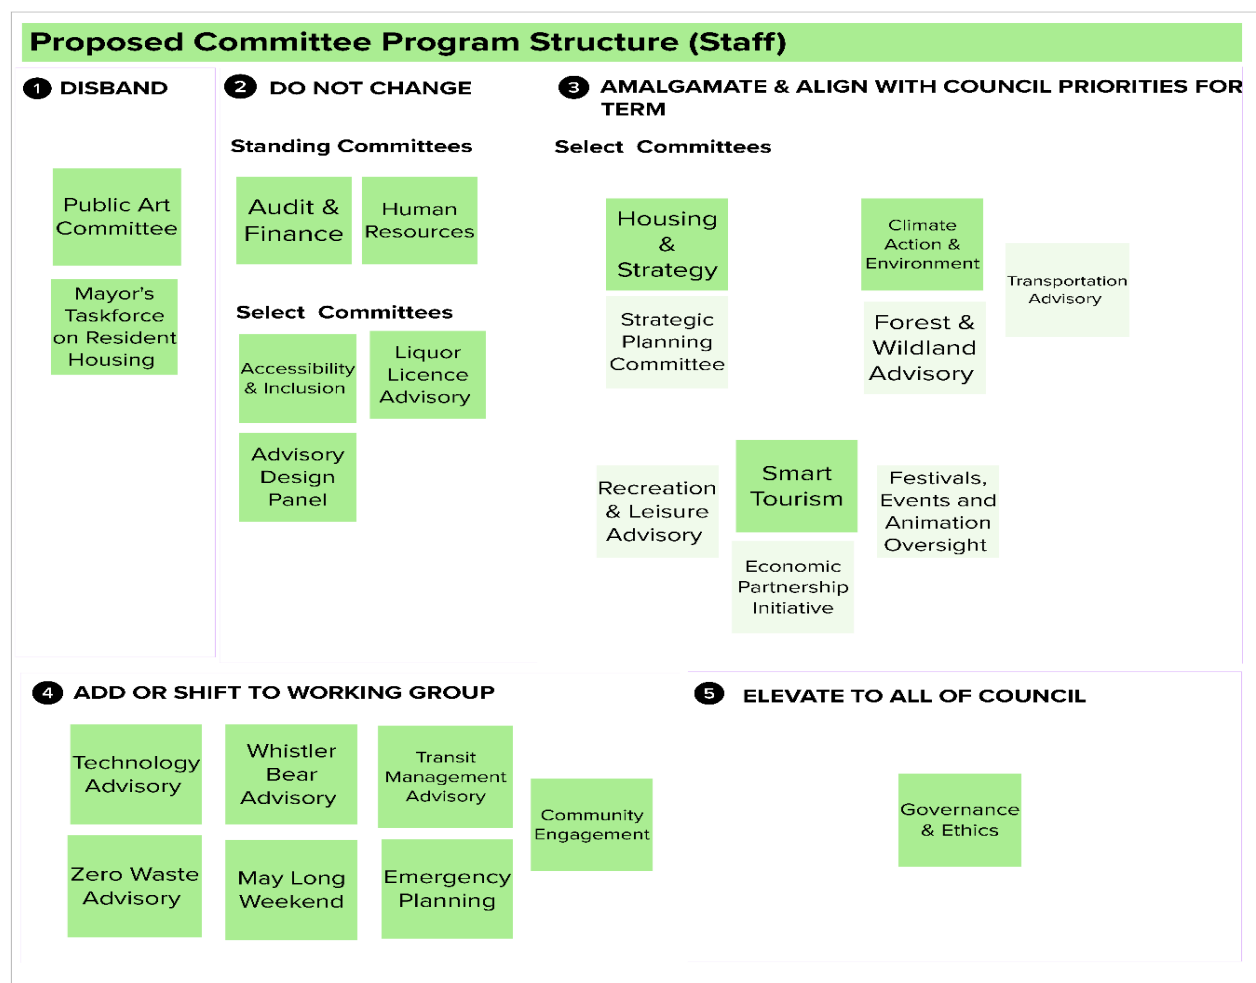 Proposed Committee Program Structure (Staff)
1 DISBAND
Public Art
Committee
Mayor's
Taskforce
on Resident
Housing
2 DO NOT CHANGE
Standing Committees
Audit &
Finance
Human
Resources
Select Committees
Accessibility
& Inclusion
Liquor
Licence
Advisory
Advisory
Design
Panel
3 AMALGAMATE & ALIGN WITH COUNCIL PRIORITIES FOR
TERM
Select Committees
Housing
&
Strategy
Strategic
Planning
Committee
Climate
Action &
Environment
Transportation
Advisory
Forest &
Wildland
Advisory
Recreation
& Leisure
Advisory
Smart
Tourism
Economic
Partnership
Initiative
Festivals,
Events and
Animation
Oversight
4 ADD OR SHIFT TO WORKING GROUP
Technology
Advisory
Whistler
Bear
Advisory
Transit
Management
Advisory
Community
Engagement
Zero Waste
Advisory
May Long
Weekend
Emergency
Planning
5 ELEVATE TO ALL OF COUNCIL
Governance
& Ethics